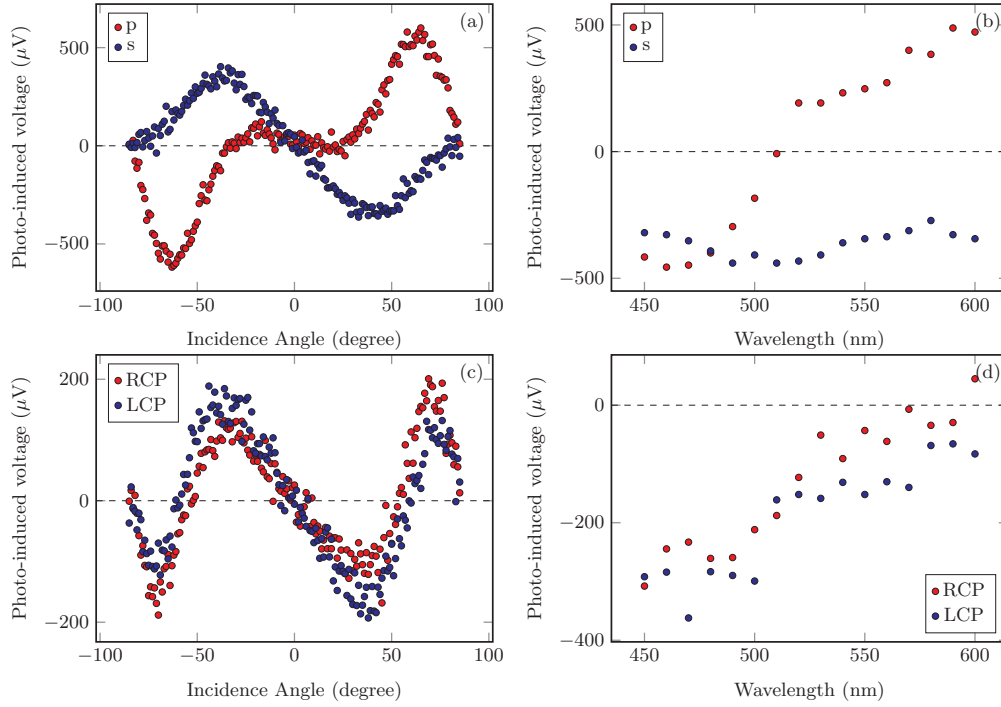 (a)
p
s
500
0
−500
−100
−50
0
50
100
Incidence Angle (degree)
Photo-induced voltage (μV)
(b)
p
s
500
0
−500
450
500
550
600
Wavelength (nm)
Photo-induced voltage (μV)
(c)
RCP
LCP
200
0
−200
−100
−50
0
50
100
Incidence Angle (degree)
Photo-induced voltage (μV)
(d)
0
−200
−400
RCP
LCP
450
500
550
600
Wavelength (nm)
Photo-induced voltage (μV)